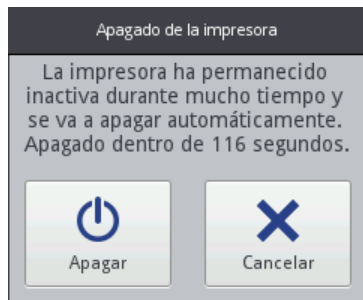 Apagado de la impresora
La impresora ha permanecido
inactiva durante mucho tiempo y
se va a apagar automáticamente.
Apagado dentro de 116 segundos.
Apagar
Cancelar